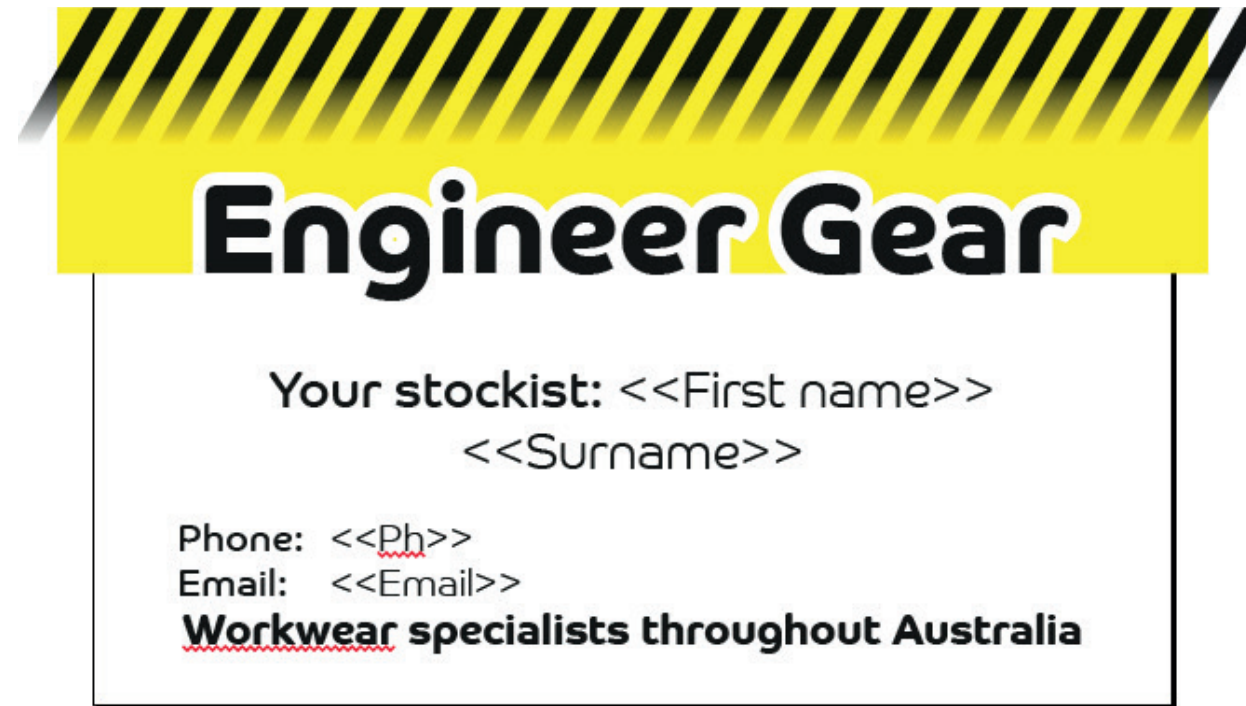 Engineer Gear
Your stockist: <<First name>>
<<Surname>>
Phone: <<Ph>>
Email: <<Email>>
Workwear specialists throughout Australia